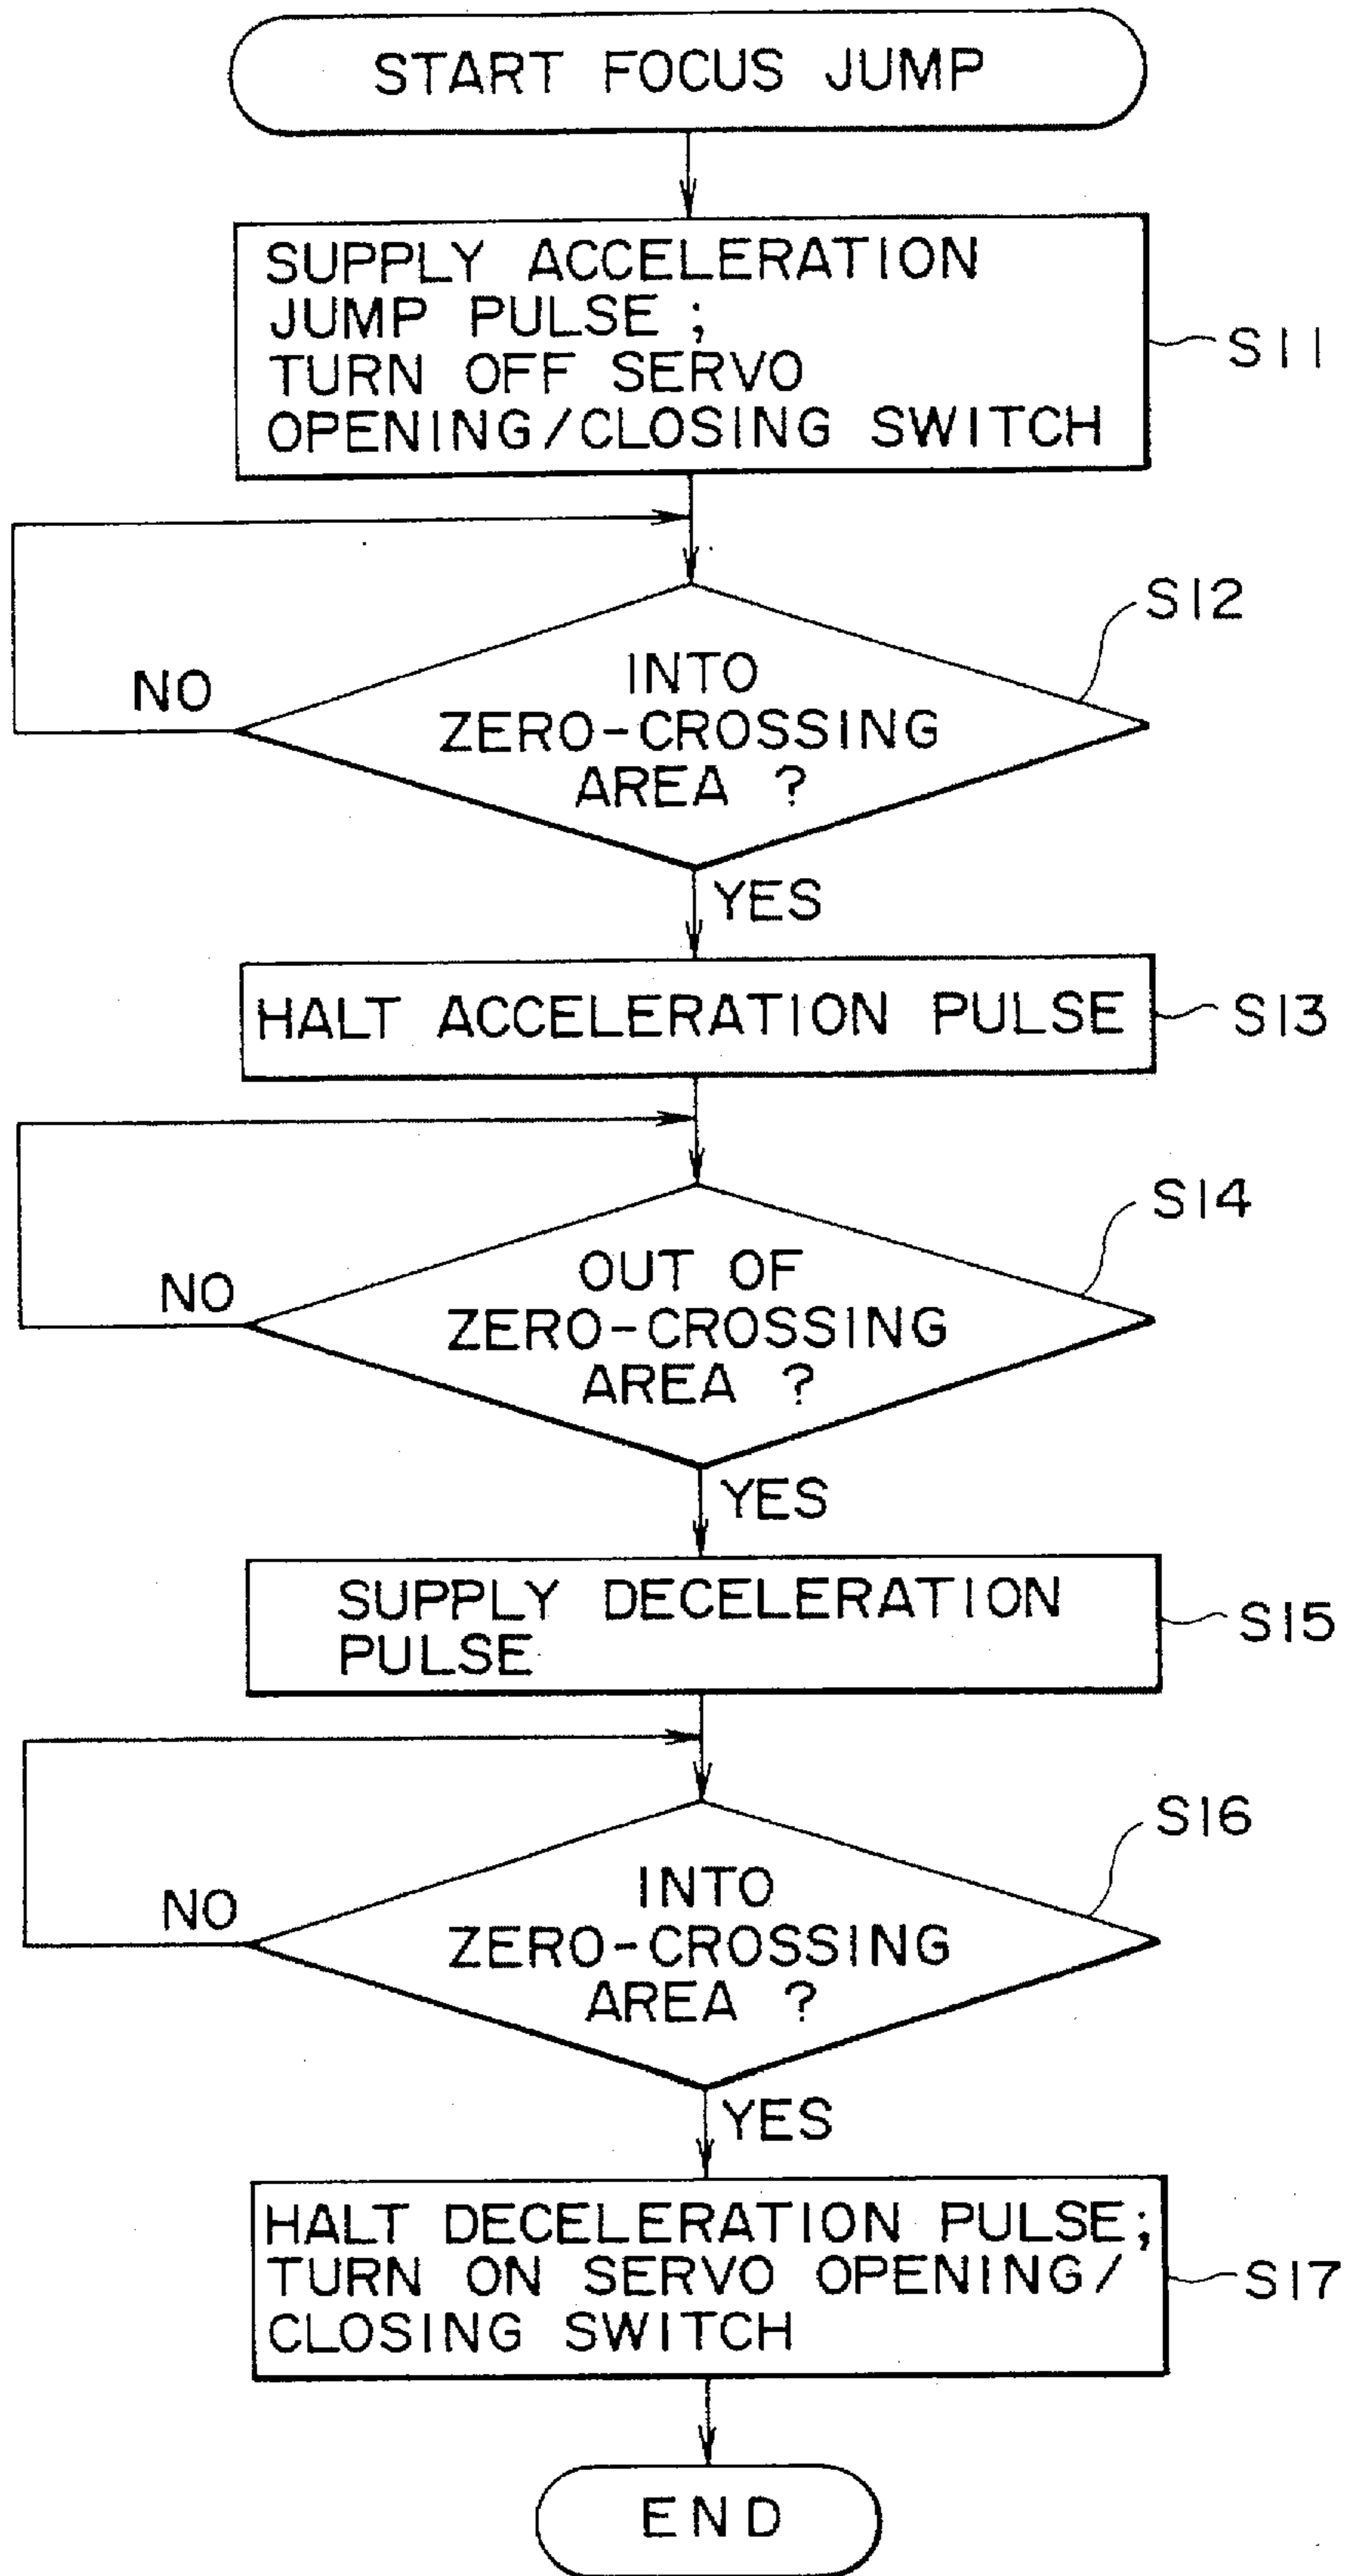 START FOCUS JUMP
SUPPLY ACCELERATION
JUMP PULSE ;
TURN OFF SERVO
OPENING/CLOSING SWITCH
S11
S12
INTO
ZERO-CROSSING
AREA ?
NO
YES
HALT ACCELERATION PULSE
S13
S14
OUT OF
ZERO-CROSSING
AREA ?
NO
YES
SUPPLY DECELERATION
PULSE
S15
S16
INTO
ZERO-CROSSING
AREA ?
NO
YES
HALT DECELERATION PULSE;
TURN ON SERVO OPENING/
CLOSING SWITCH
S17
END